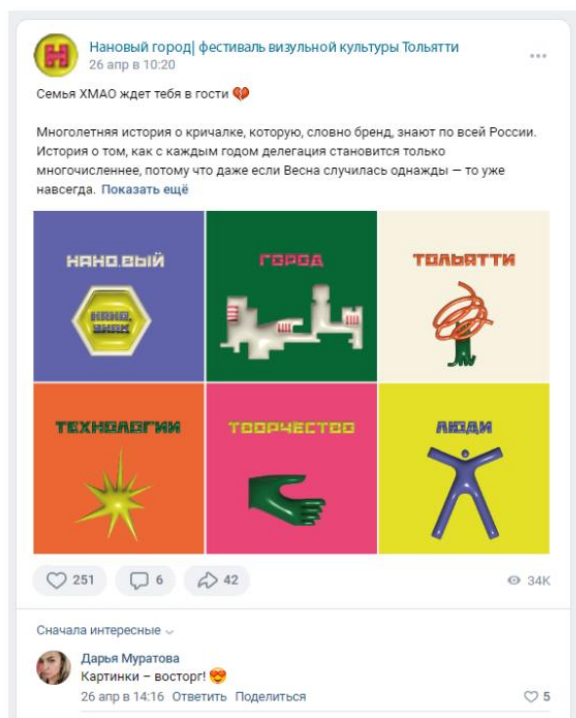 Нановый город| фестиваль визульной культуры Тольятти
26 апр в 10:20
Семья ХМАО ждет тебя в гости
Многолетняя история о кричалке, которую, словно бренд, знают по всей России.
История о том, как с каждым годом делегация становится только
многочисленнее, потому что даже если Весна случилась однажды — то уже
навсегда. Показать ещё
НАНО.ВЫЙ
ГОРОД
ТОЛЬЯТТИ
ТЕХНОЛОГИИ
ТВОРЧЕСТВО
ЛЮДИ
251
6
42
34K
Сначала интересные
Дарья Муратова
Картинки – восторг!
26 апр в 14:16 Ответить Поделиться
5